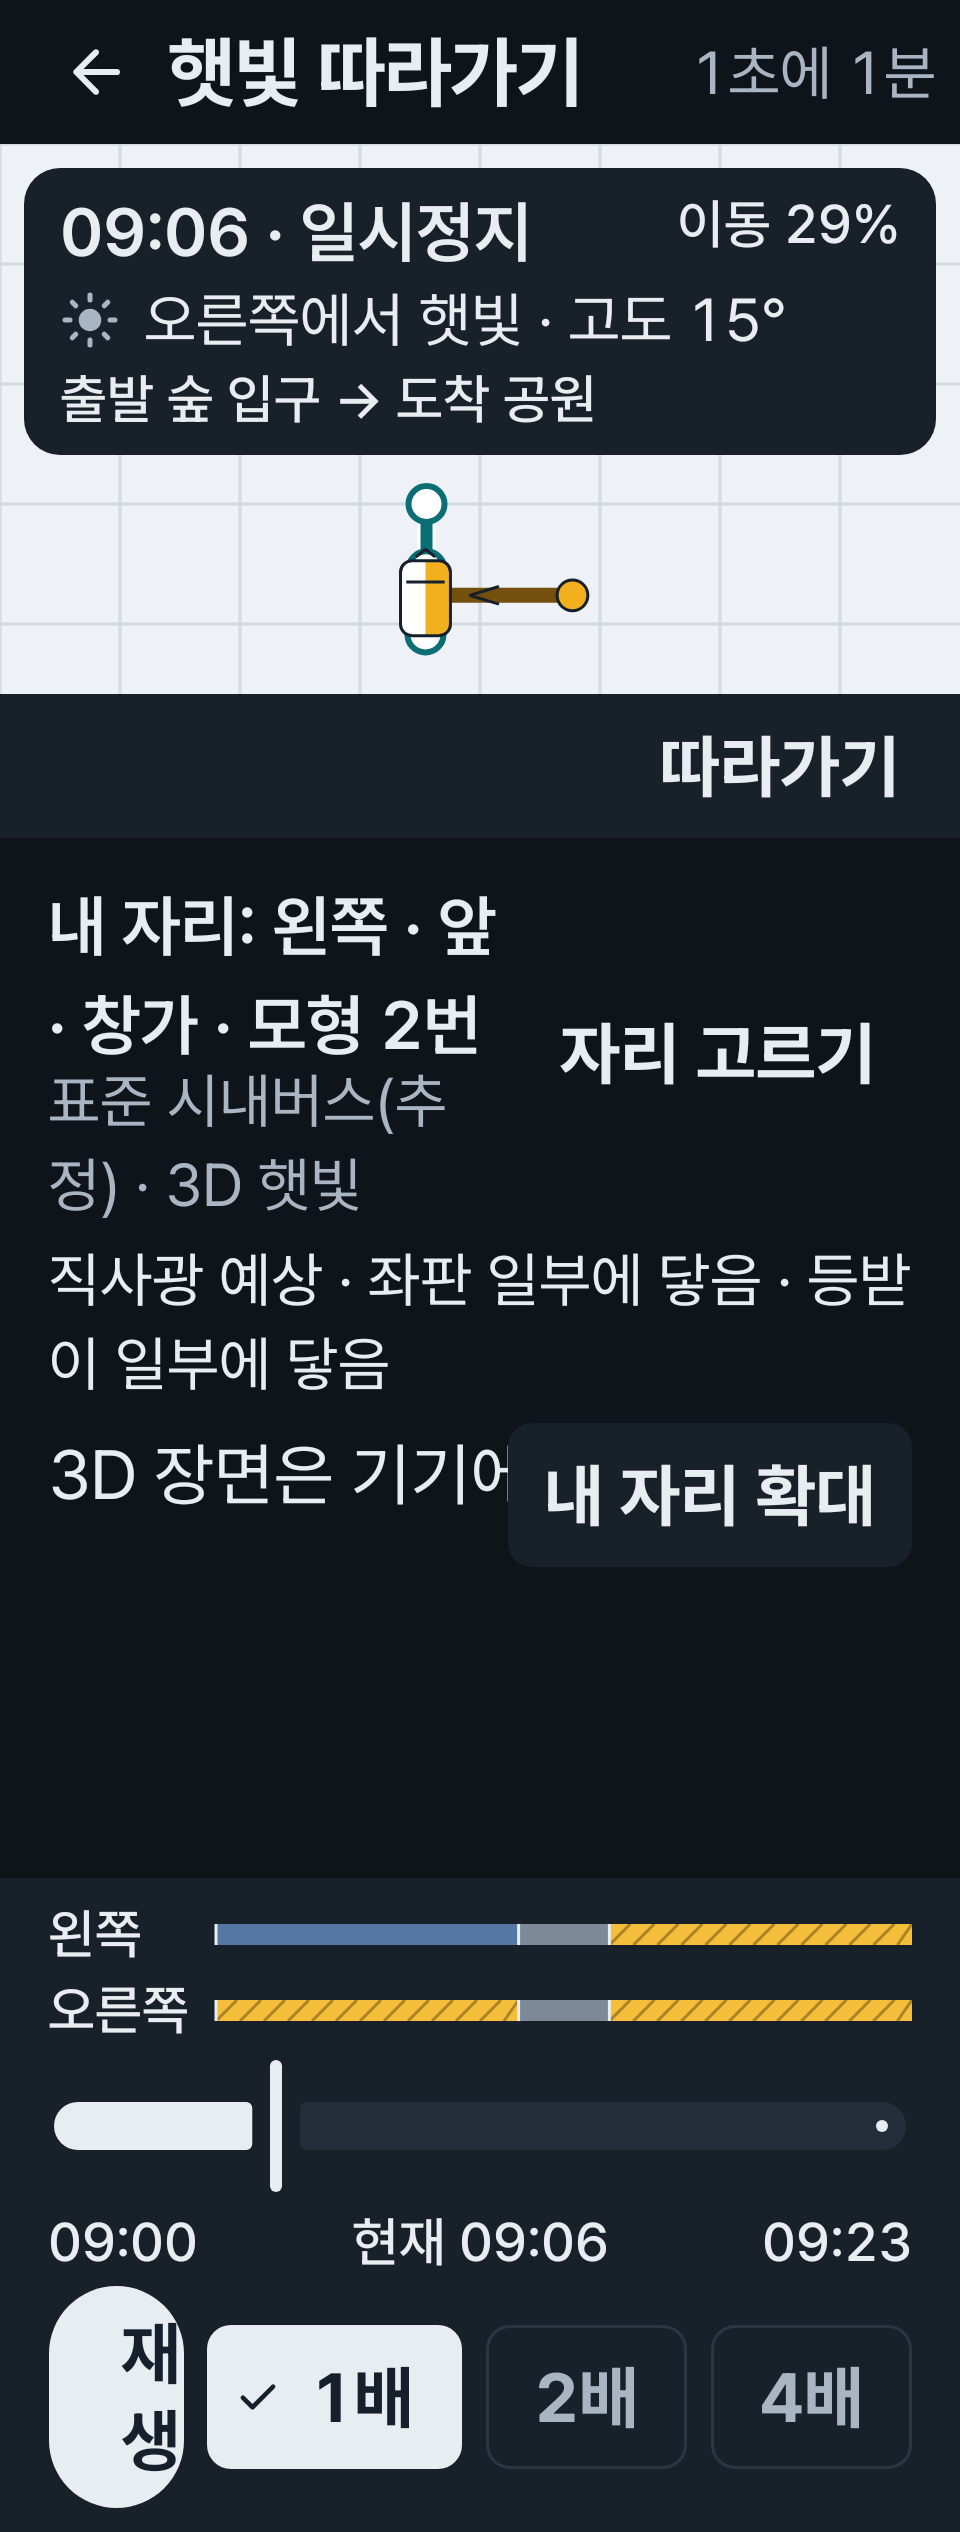 햇빛 따라가기
1초에 1분
09:06 · 일시정지
이동 29%
오른쪽에서 햇빛 · 고도 15°
출발 숲 입구 → 도착 공원
따라가기
내 자리: 왼쪽 · 앞
· 창가 · 모형 2번
자리 고르기
표준 시내버스(추
정) · 3D 햇빛
직사광 예상 · 좌판 일부에 닿음 · 등받
이 일부에 닿음
3D 장면은 기기에
내 자리 확대
왼쪽
오른쪽
09:00
현재 09:06
09:23
재
생
1배
2배
4배